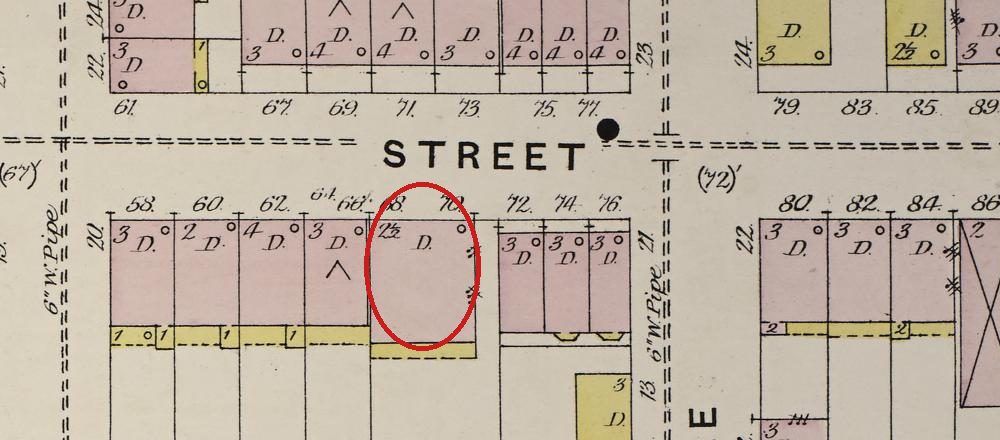 24. 3 D.
22. 3 D. 1
3 D. 4 D. 4 D. 3 D. D. 4 D. 4 D. 4 23. 24. 3 D. 2½ D. 3 D.
61. 67. 69. 71. 73. 75. 77. 79. 83. 85. 89.
STREET
(67) (72)'
58. 60. 62. 64. 66. 68. 70. 72. 74. 76. 80. 82. 84. 86.
20. 3 D. 2 D. 4 D. 3 D. 2½ D. 3 D. 3 D. 3 D. 21. 22. 3 D. 3 D. 3 D. 2
6" W. Pipe 6" W. Pipe
1 1 1 1 2 2
13. 3 D.
E
3